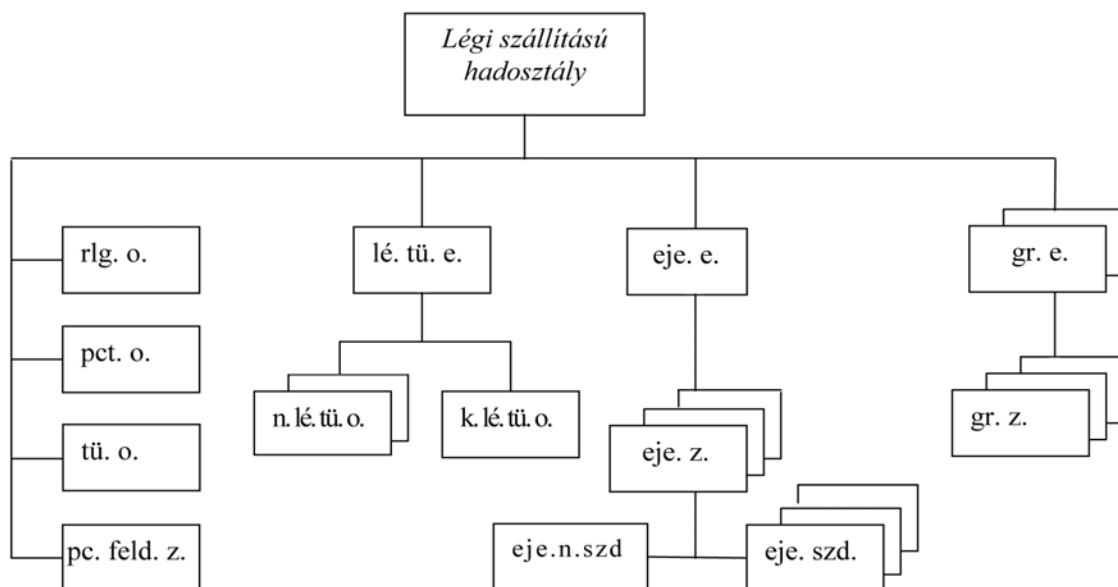 Légi szállítású
hadosztály
rlg. o.
lé. tü. e.
eje. e.
gr. e.
pct. o.
n. lé. tü. o.
k. lé. tü. o.
gr. z.
tü. o.
eje. z.
pc. feld. z.
eje.n.szd
eje. szd.